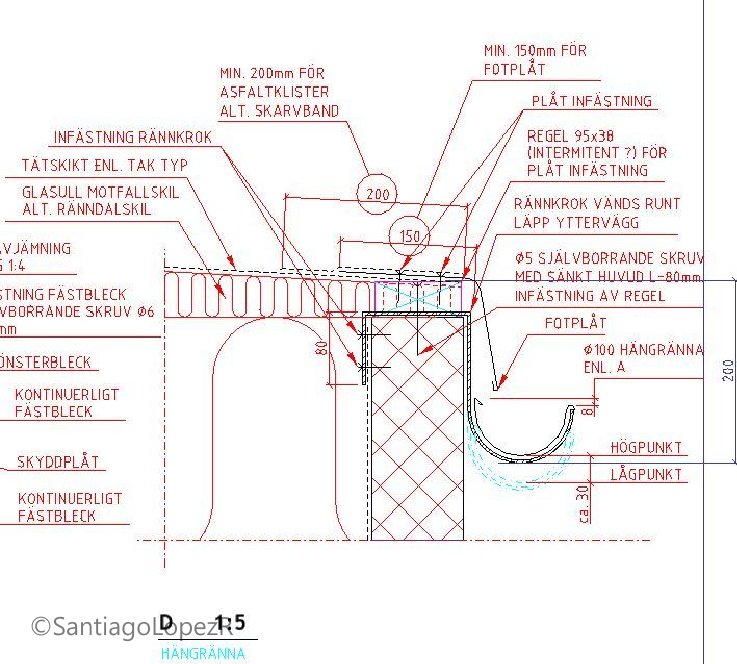 MIN. 150mm FÖR
FOTPLÅT
MIN. 200mm FÖR
ASFALTKLISTER
ALT. SKARVBAND
PLÅT INFÄSTNING
INFÄSTNING RÄNNKROK
REGEL 95x38
(INTERMITENT ?) FÖR
PLÅT INFÄSTNING
TÄTSKIKT ENL. TAK TYP
GLASULL MOTFALLSKIL
ALT. RÄNNDALSKIL
200
RÄNNKROK VÄNDS RUNT
LÄPP YTTERVÄGG
150
AVJÄMNING
1:4
Ø5 SJÄLVBORRANDE SKRUV
MED SÄNKT HUVUD L-80mm
INFÄSTNING AV REGEL
STNING FÄSTBLECK
VBORRANDE SKRUV Ø6
mm
FOTPLÅT
80
Ø100 HÄNGRÄNNA
ENL. A
200
ÖNSTERBLECK
KONTINUERLIGT
FÄSTBLECK
8
HÖGPUNKT
SKYDDPLÅT
LÅGPUNKT
KONTINUERLIGT
FÄSTBLECK
ca. 30
D 1:5
©SantiagoLopezR
HÄNGRÄNNA